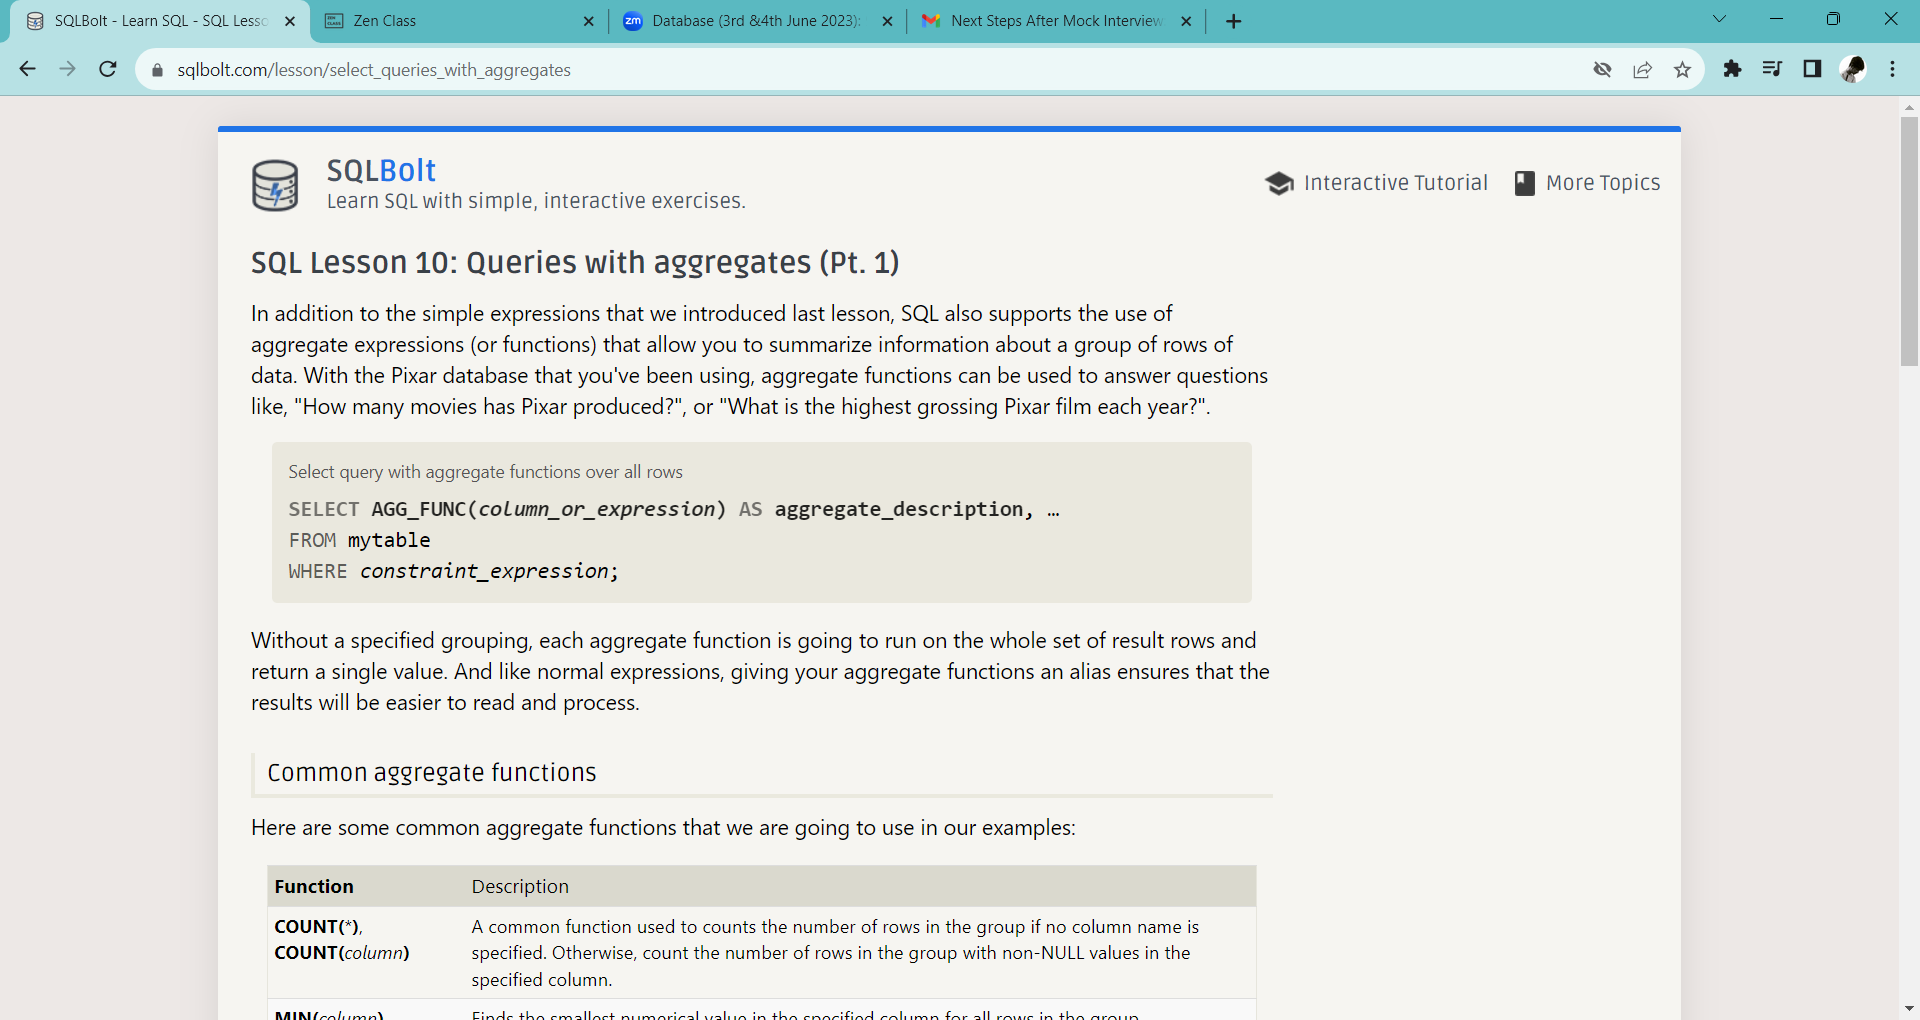 SQLBolt - Learn SQL - SQL Lesso
Zen Class
Database (3rd &4th June 2023):
Next Steps After Mock Interview
sqlbolt.com/lesson/select_queries_with_aggregates
SQLBolt
Learn SQL with simple, interactive exercises.
Interactive Tutorial
More Topics
SQL Lesson 10: Queries with aggregates (Pt. 1)
In addition to the simple expressions that we introduced last lesson, SQL also supports the use of
aggregate expressions (or functions) that allow you to summarize information about a group of rows of
data. With the Pixar database that you've been using, aggregate functions can be used to answer questions
like, "How many movies has Pixar produced?", or "What is the highest grossing Pixar film each year?".
Select query with aggregate functions over all rows
SELECT AGG_FUNC(column_or_expression) AS aggregate_description, …
FROM mytable
WHERE constraint_expression;
Without a specified grouping, each aggregate function is going to run on the whole set of result rows and
return a single value. And like normal expressions, giving your aggregate functions an alias ensures that the
results will be easier to read and process.
Common aggregate functions
Here are some common aggregate functions that we are going to use in our examples:
Function Description
COUNT(*), A common function used to counts the number of rows in the group if no column name is
COUNT(column) specified. Otherwise, count the number of rows in the group with non-NULL values in the
specified column.
MIN(column) Finds the smallest numerical value in the specified column for all rows in the group.